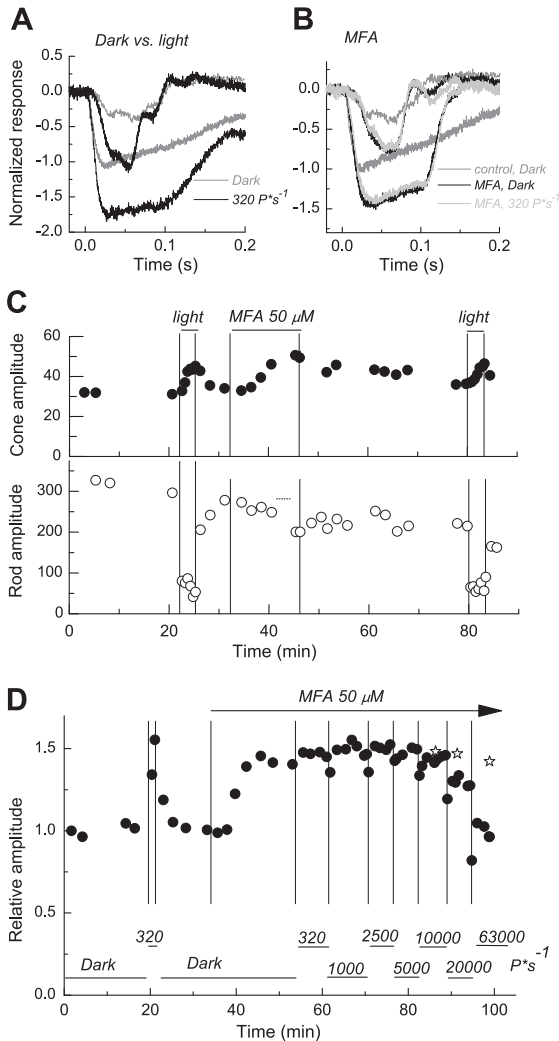 A
Dark vs. light
Normalized response
0.5
0.0
-0.5
-1.0
-1.5
-2.0
Dark
320 P*s-1
0.0
0.1
0.2
Time (s)
B
MFA
0.0
-0.5
-1.0
-1.5
control, Dark
MFA, Dark
MFA, 320 P*s-1
0.0
0.1
0.2
Time (s)
C
light
MFA 50 μM
light
Cone amplitude
60
40
20
0
Rod amplitude
300
200
100
0
0
20
40
60
80
Time (min)
D
MFA 50 μM
Relative amplitude
1.5
1.0
0.5
0.0
320
320
2500
10000
63000
Dark
Dark
1000
5000
20000
P*s-1
0
20
40
60
80
100
Time (min)